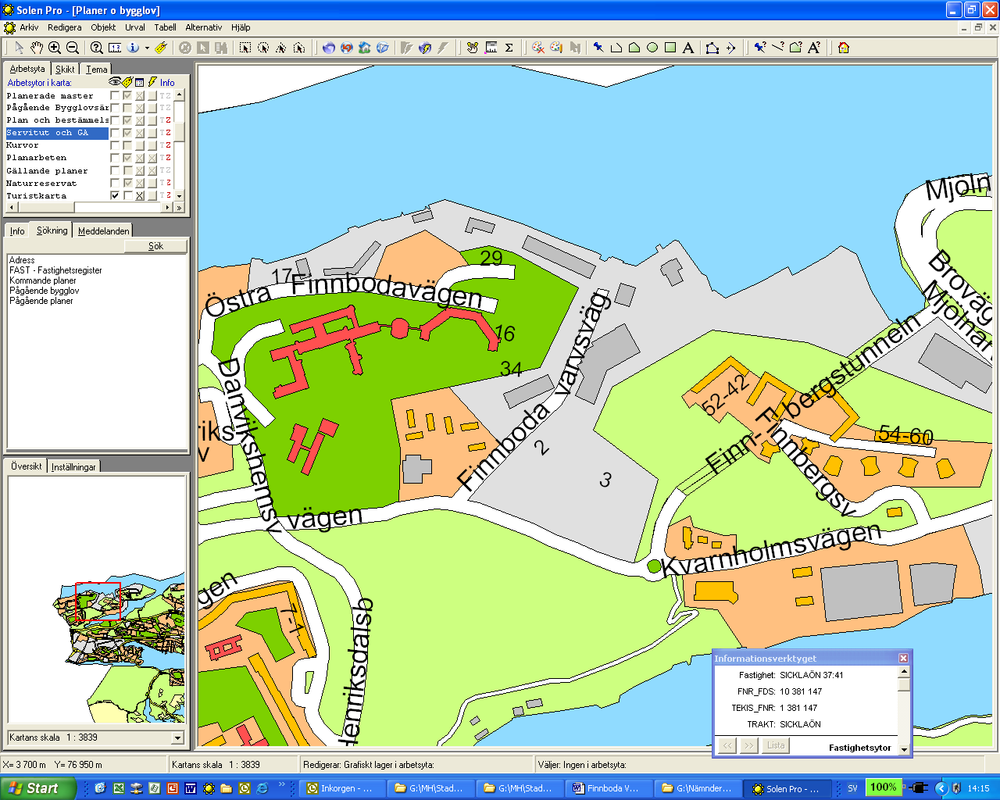 Solen Pro - [Planer o bygglov]
Arkiv Redigera Objekt Urval Tabell Alternativ Hjälp
Arbetsyta Skikt Tema
Arbetsytor i karta: Info
Planerade master
Pågående Bygglovsär
Plan och bestämmels
Servitut och GA
Kurvor
Planarbeten
Gällande planer
Naturreservat
Turistkarta
Info Sökning Meddelanden
Sök
Adress
FAST - Fastighetsregister
Kommande planer
Pågående bygglov
Pågående planer
Översikt Inställningar
Kartans skala 1 : 3839
Mjöln
Broväg
Mjölnar
29
17
Östra Finnbodavägen
16
34
Danvikshemsv
Finnboda varvsväg
2
3
52-42
Finn- bergstunneln
54-60
Finnbergsv
riks
v
vägen
Kvarnholmsvägen
gen
7-1
Henriksdalsb
Informationsverktyget
Fastighet: SICKLAÖN 37:41
FNR_FDS: 10 381 147
TEKIS_FNR: 1 381 147
TRAKT: SICKLAÖN
<< >> Lista Fastighetsytor
X= 3 700 m Y= 76 950 m Kartans skala 1 : 3839 Redigerar: Grafiskt lager i arbetsyta: Väljer: Ingen i arbetsyta:
Start Inkorgen - ... G:\MH\Stad... G:\MH\Stad... Finnboda V... G:\Nämnder... Solen Pro - ... SV 100% 14:15